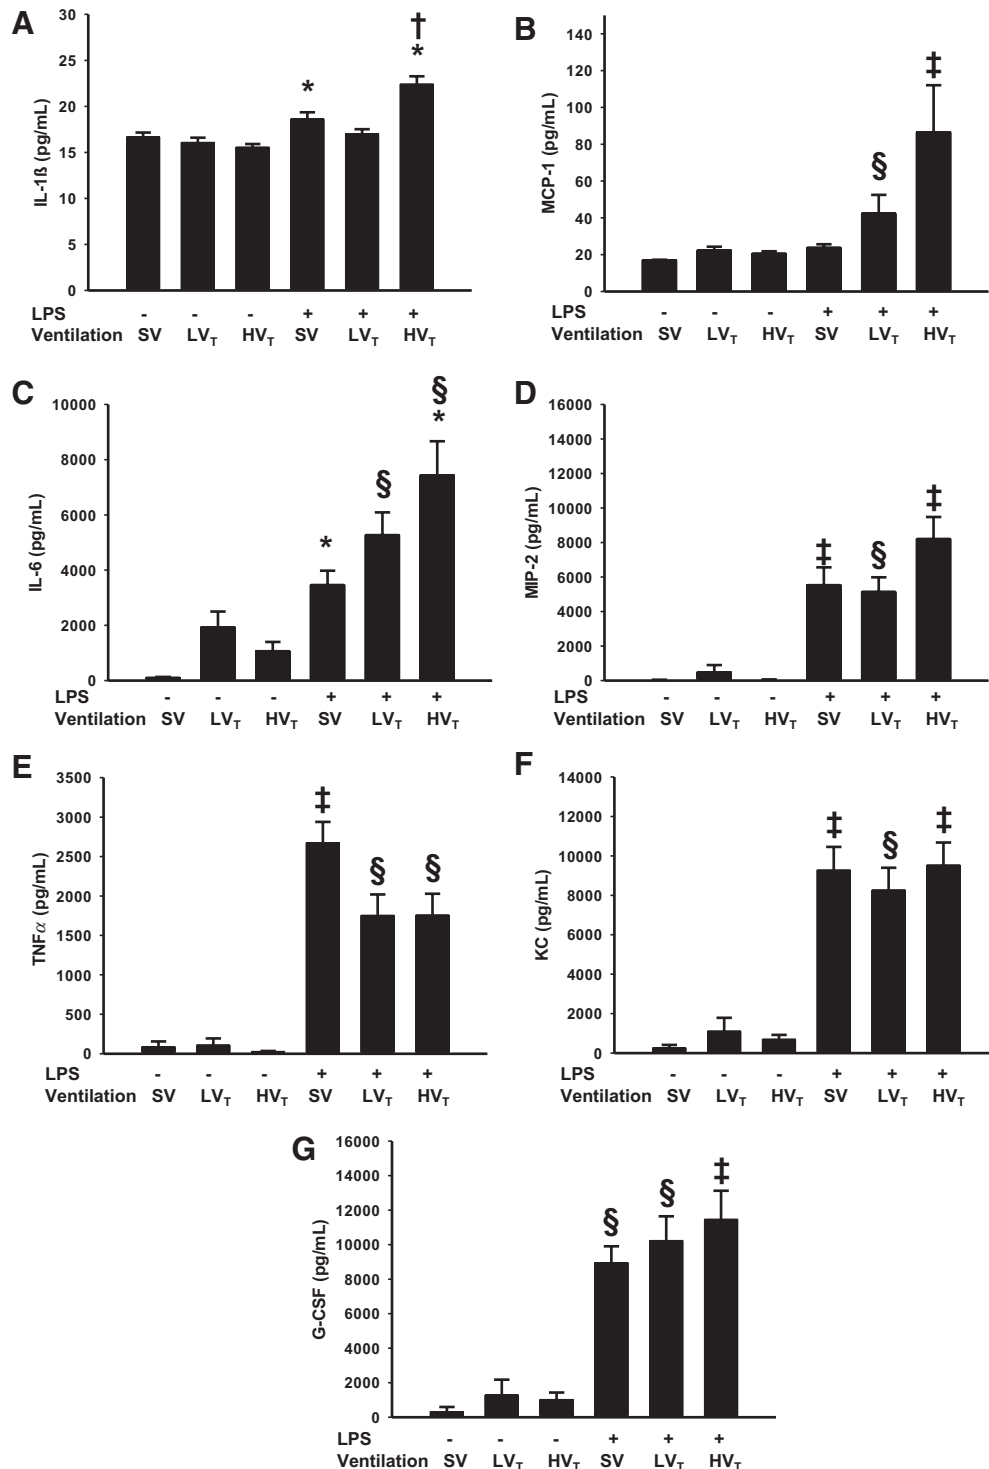 A
30
25
20
15
10
5
0
IL-1ß (pg/mL)
* * †
LPS - - - + + +
Ventilation SV LVT HVT SV LVT HVT
B
140
120
100
80
60
40
20
0
MCP-1 (pg/mL)
§ ‡
LPS - - - + + +
Ventilation SV LVT HVT SV LVT HVT
C
10000
8000
6000
4000
2000
0
IL-6 (pg/mL)
* § § *
LPS - - - + + +
Ventilation SV LVT HVT SV LVT HVT
D
16000
14000
12000
10000
8000
6000
4000
2000
0
MIP-2 (pg/mL)
‡ § ‡
LPS - - - + + +
Ventilation SV LVT HVT SV LVT HVT
E
3500
3000
2500
2000
1500
1000
500
0
TNFα (pg/mL)
‡ § §
LPS - - - + + +
Ventilation SV LVT HVT SV LVT HVT
F
14000
12000
10000
8000
6000
4000
2000
0
KC (pg/mL)
‡ § ‡
LPS - - - + + +
Ventilation SV LVT HVT SV LVT HVT
G
16000
14000
12000
10000
8000
6000
4000
2000
0
G-CSF (pg/mL)
§ § ‡
LPS - - - + + +
Ventilation SV LVT HVT SV LVT HVT